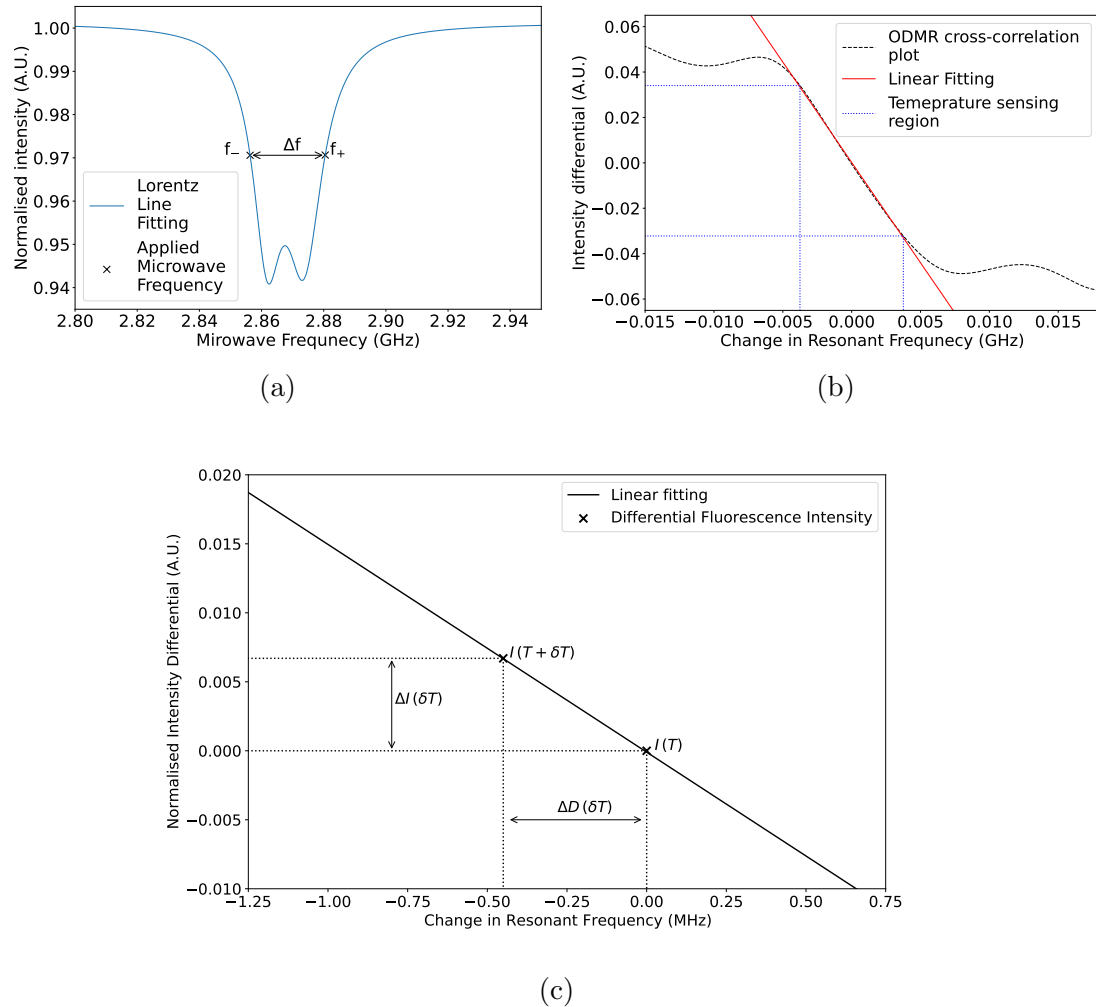 1.00
0.99
0.98
0.97
0.96
0.95
0.94
Normalised intensity (A.U.)
f₋
Δf
f₊
Lorentz
Line
Fitting
Applied
Microwave
Frequency
2.80 2.82 2.84 2.86 2.88 2.90 2.92 2.94
Mirowave Frequnecy (GHz)
(a)
0.06
0.04
0.02
0.00
−0.02
−0.04
−0.06
Intensity differential (A.U.)
ODMR cross-correlation
plot
Linear Fitting
Temeprature sensing
region
−0.015 −0.010 −0.005 0.000 0.005 0.010 0.015
Change in Resonant Frequnecy (GHz)
(b)
0.020
0.015
0.010
0.005
0.000
−0.005
−0.010
Normalised Intensity Differential (A.U.)
Linear fitting
Differential Fluorescence Intensity
I (T + δT)
ΔI (δT)
I (T)
ΔD (δT)
−1.25 −1.00 −0.75 −0.50 −0.25 0.00 0.25 0.50 0.75
Change in Resonant Frequency (MHz)
(c)